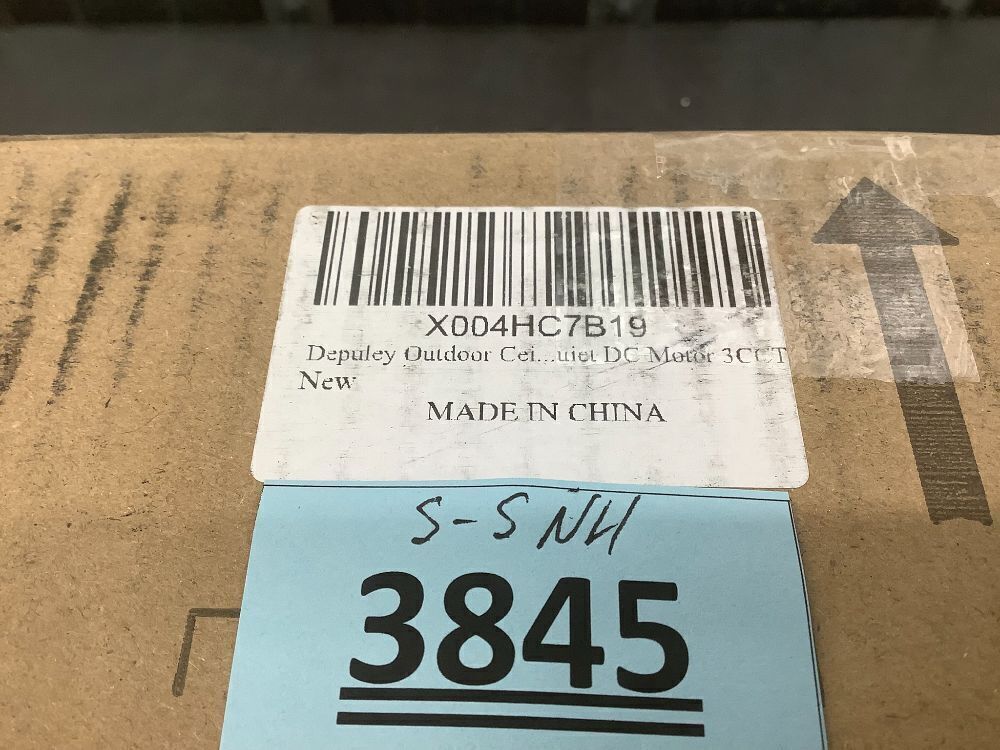 X004HC7B19
Depuley Outdoor Cei...uiet DC Motor 3CCT
New
MADE IN CHINA
S-S NH
3845